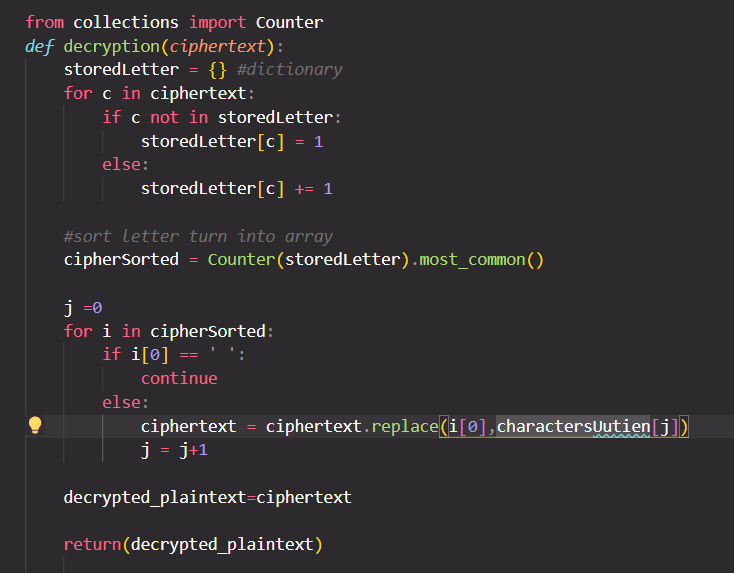 from collections import Counter
def decryption(ciphertext):
    storedLetter = {} #dictionary
    for c in ciphertext:
        if c not in storedLetter:
            storedLetter[c] = 1
        else:
            storedLetter[c] += 1

    #sort letter turn into array
    cipherSorted = Counter(storedLetter).most_common()

    j =0
    for i in cipherSorted:
        if i[0] == ' ':
            continue
        else:
            ciphertext = ciphertext.replace(i[0],charactersUutien[j])
            j = j+1

    decrypted_plaintext=ciphertext

    return(decrypted_plaintext)